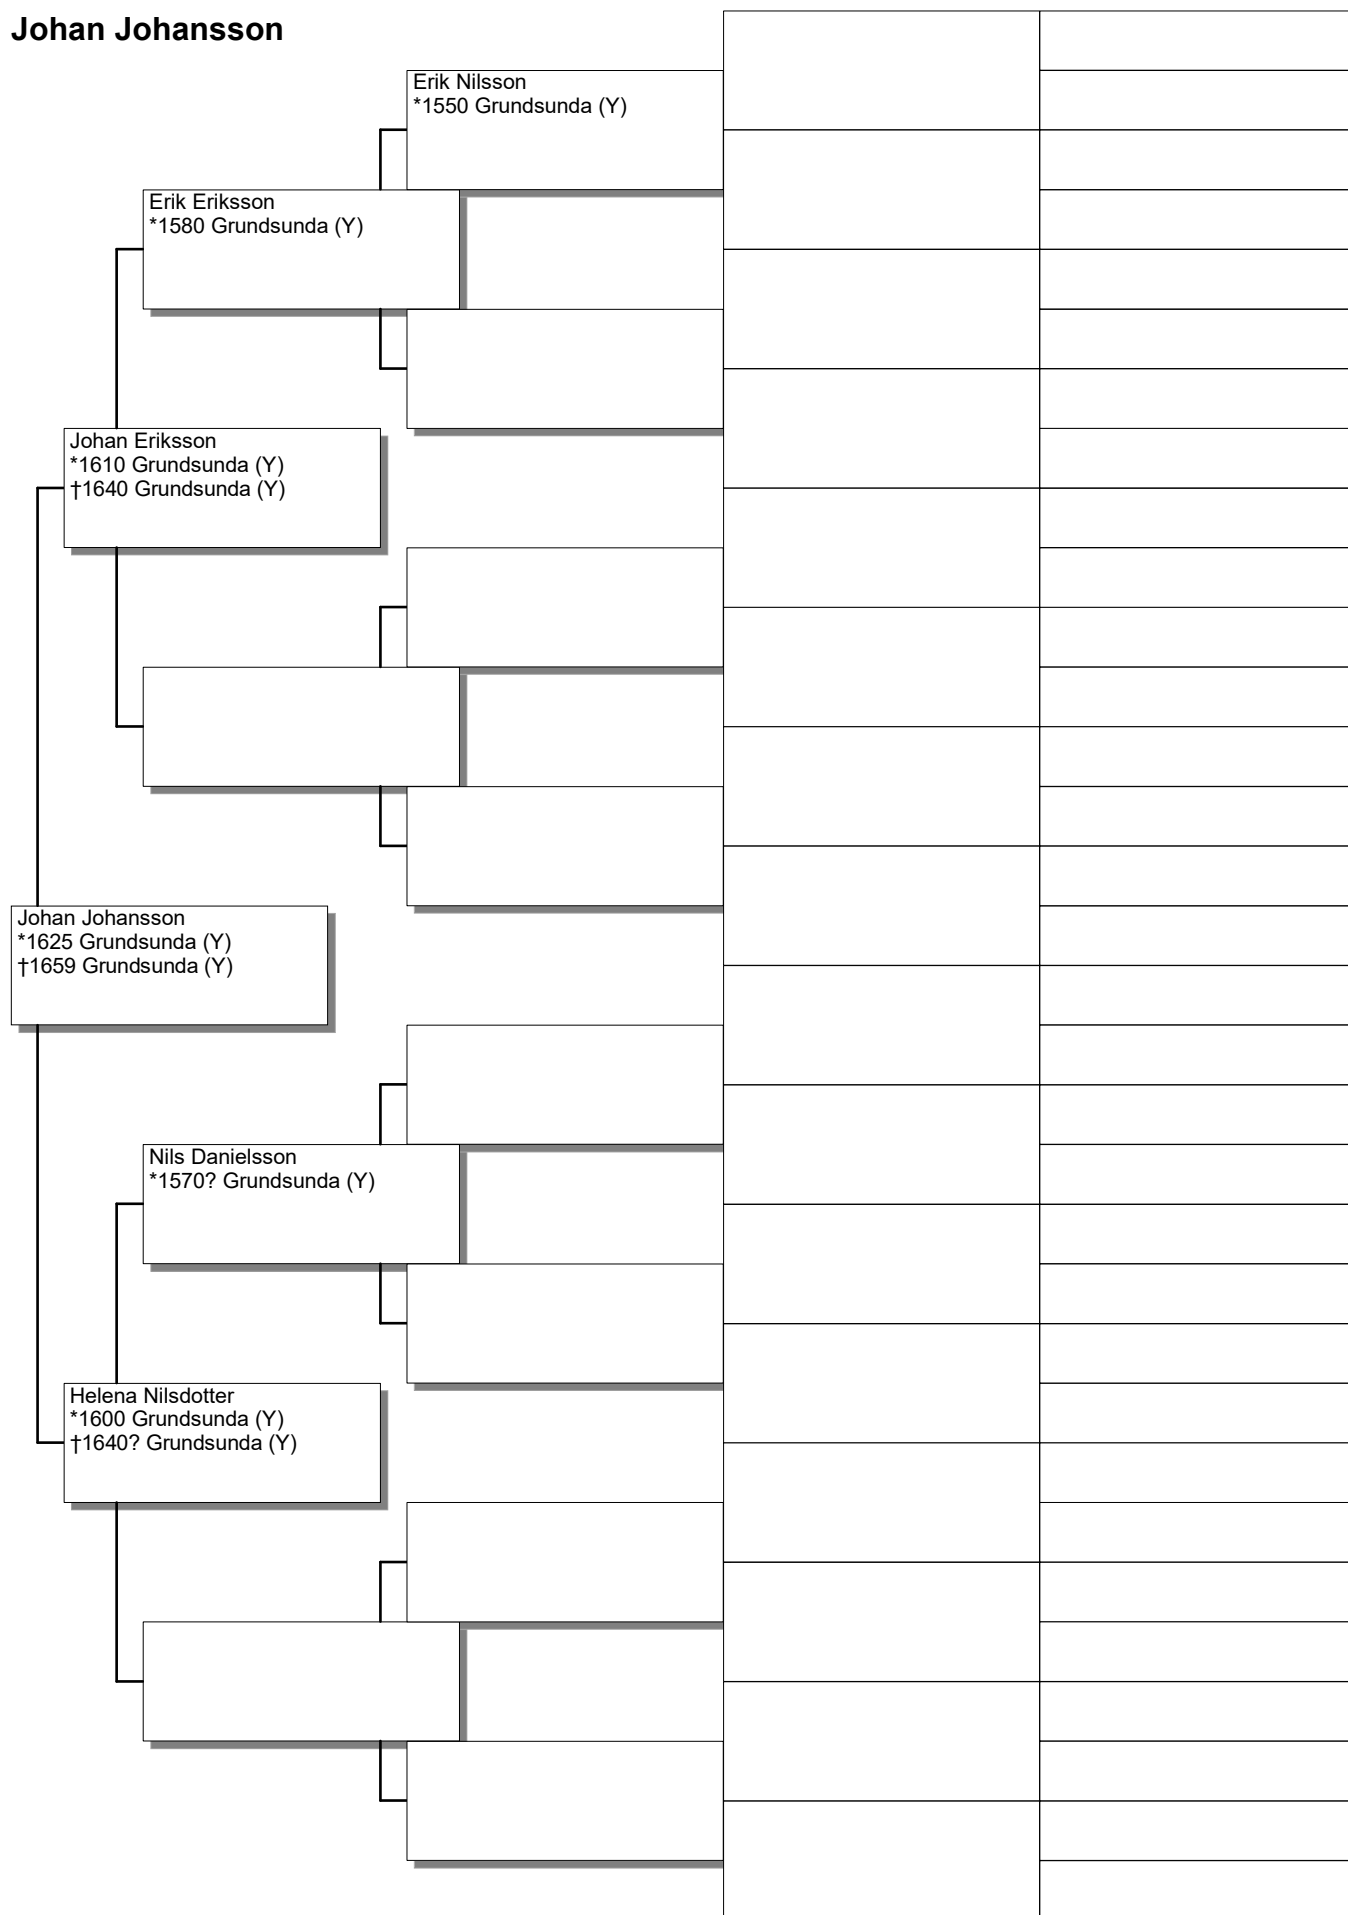 Johan Johansson
Erik Nilsson
*1550 Grundsunda (Y)
Erik Eriksson
*1580 Grundsunda (Y)
Johan Eriksson
*1610 Grundsunda (Y)
†1640 Grundsunda (Y)
Johan Johansson
*1625 Grundsunda (Y)
†1659 Grundsunda (Y)
Nils Danielsson
*1570? Grundsunda (Y)
Helena Nilsdotter
*1600 Grundsunda (Y)
†1640? Grundsunda (Y)